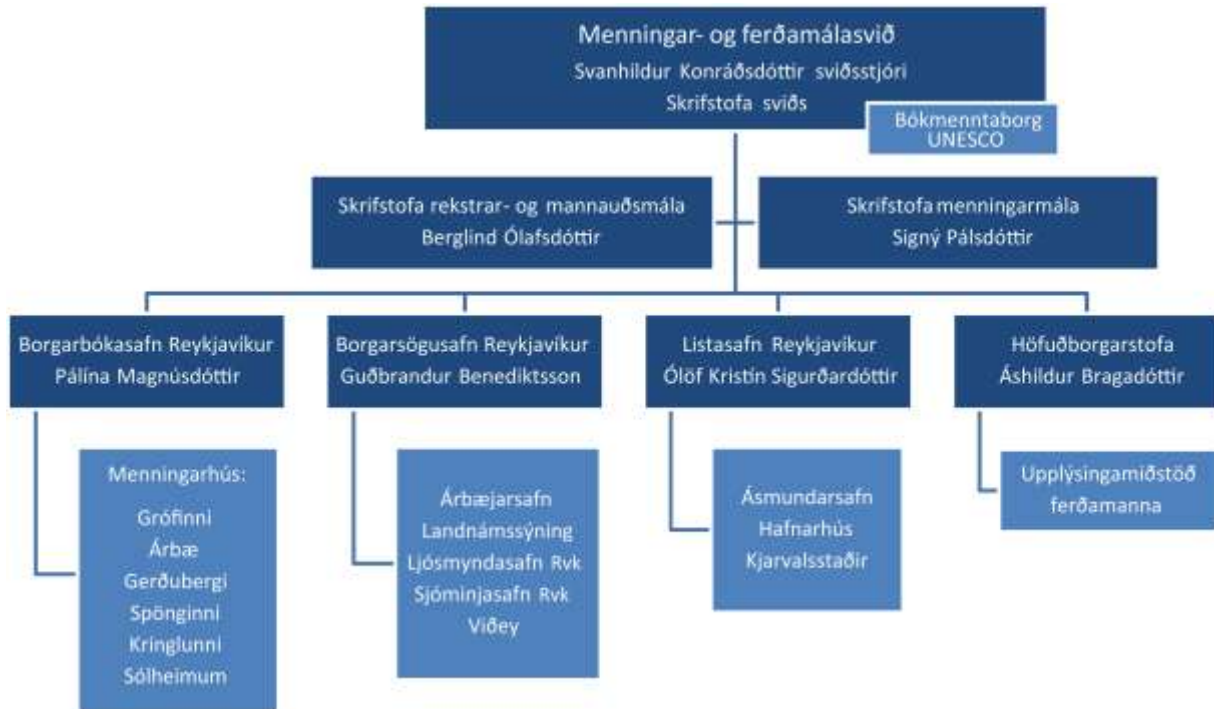 Menningar- og ferðamálasvið
Svanhildur Konráðsdóttir sviðsstjóri
Skrifstofa sviðs
Bókmenntaborg
UNESCO
Skrifstofa rekstrar- og mannauðsmála
Berglind Ólafsdóttir
Skrifstofa menningarmála
Signý Pálsdóttir
Borgarbókasafn Reykjavíkur
Pálína Magnúsdóttir
Borgarsögusafn Reykjavíkur
Guðbrandur Benediktsson
Listasafn Reykjavíkur
Ólöf Kristín Sigurðardóttir
Höfuðborgarstofa
Áshildur Bragadóttir
Menningarhús:
Grófinni
Árbæ
Gerðubergi
Spönginni
Kringlunni
Sólheimum
Árbæjarsafn
Landnámssýning
Ljósmyndasafn Rvk
Sjóminjasafn Rvk
Viðey
Ásmundarsafn
Hafnarhús
Kjarvalsstaðir
Upplýsingamiðstöð
ferðamanna